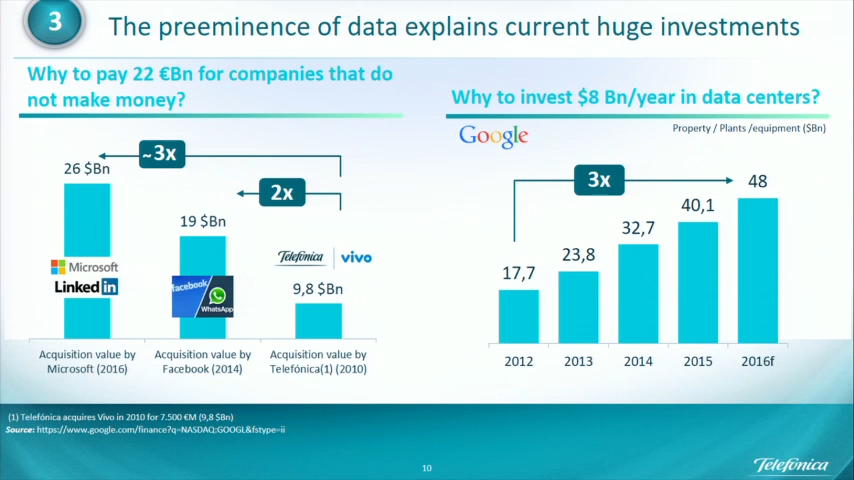 3
The preeminence of data explains current huge investments
Why to pay 22 €Bn for companies that do
not make money?
~3x
26 $Bn
2x
19 $Bn
Microsoft
Linked in
facebook
WhatsApp
Telefónica
vivo
9,8 $Bn
Acquisition value by
Microsoft (2016)
Acquisition value by
Facebook (2014)
Acquisition value by
Telefónica(1) (2010)
Why to invest $8 Bn/year in data centers?
Google
Property / Plants /equipment ($Bn)
3x
17,7
23,8
32,7
40,1
48
2012
2013
2014
2015
2016f
(1) Telefónica acquires Vivo in 2010 for 7.500 €M (9,8 $Bn)
Source: https://www.google.com/finance?q=NASDAQ:GOOGL&fstype=ii
10
Telefónica